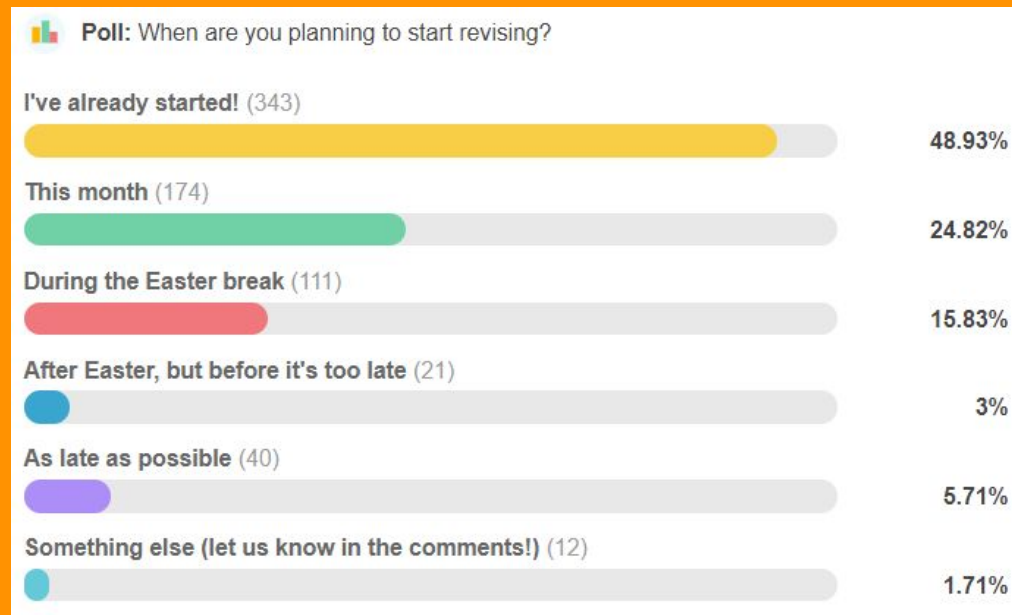 Poll: When are you planning to start revising?
I've already started! (343)
48.93%
This month (174)
24.82%
During the Easter break (111)
15.83%
After Easter, but before it's too late (21)
3%
As late as possible (40)
5.71%
Something else (let us know in the comments!) (12)
1.71%